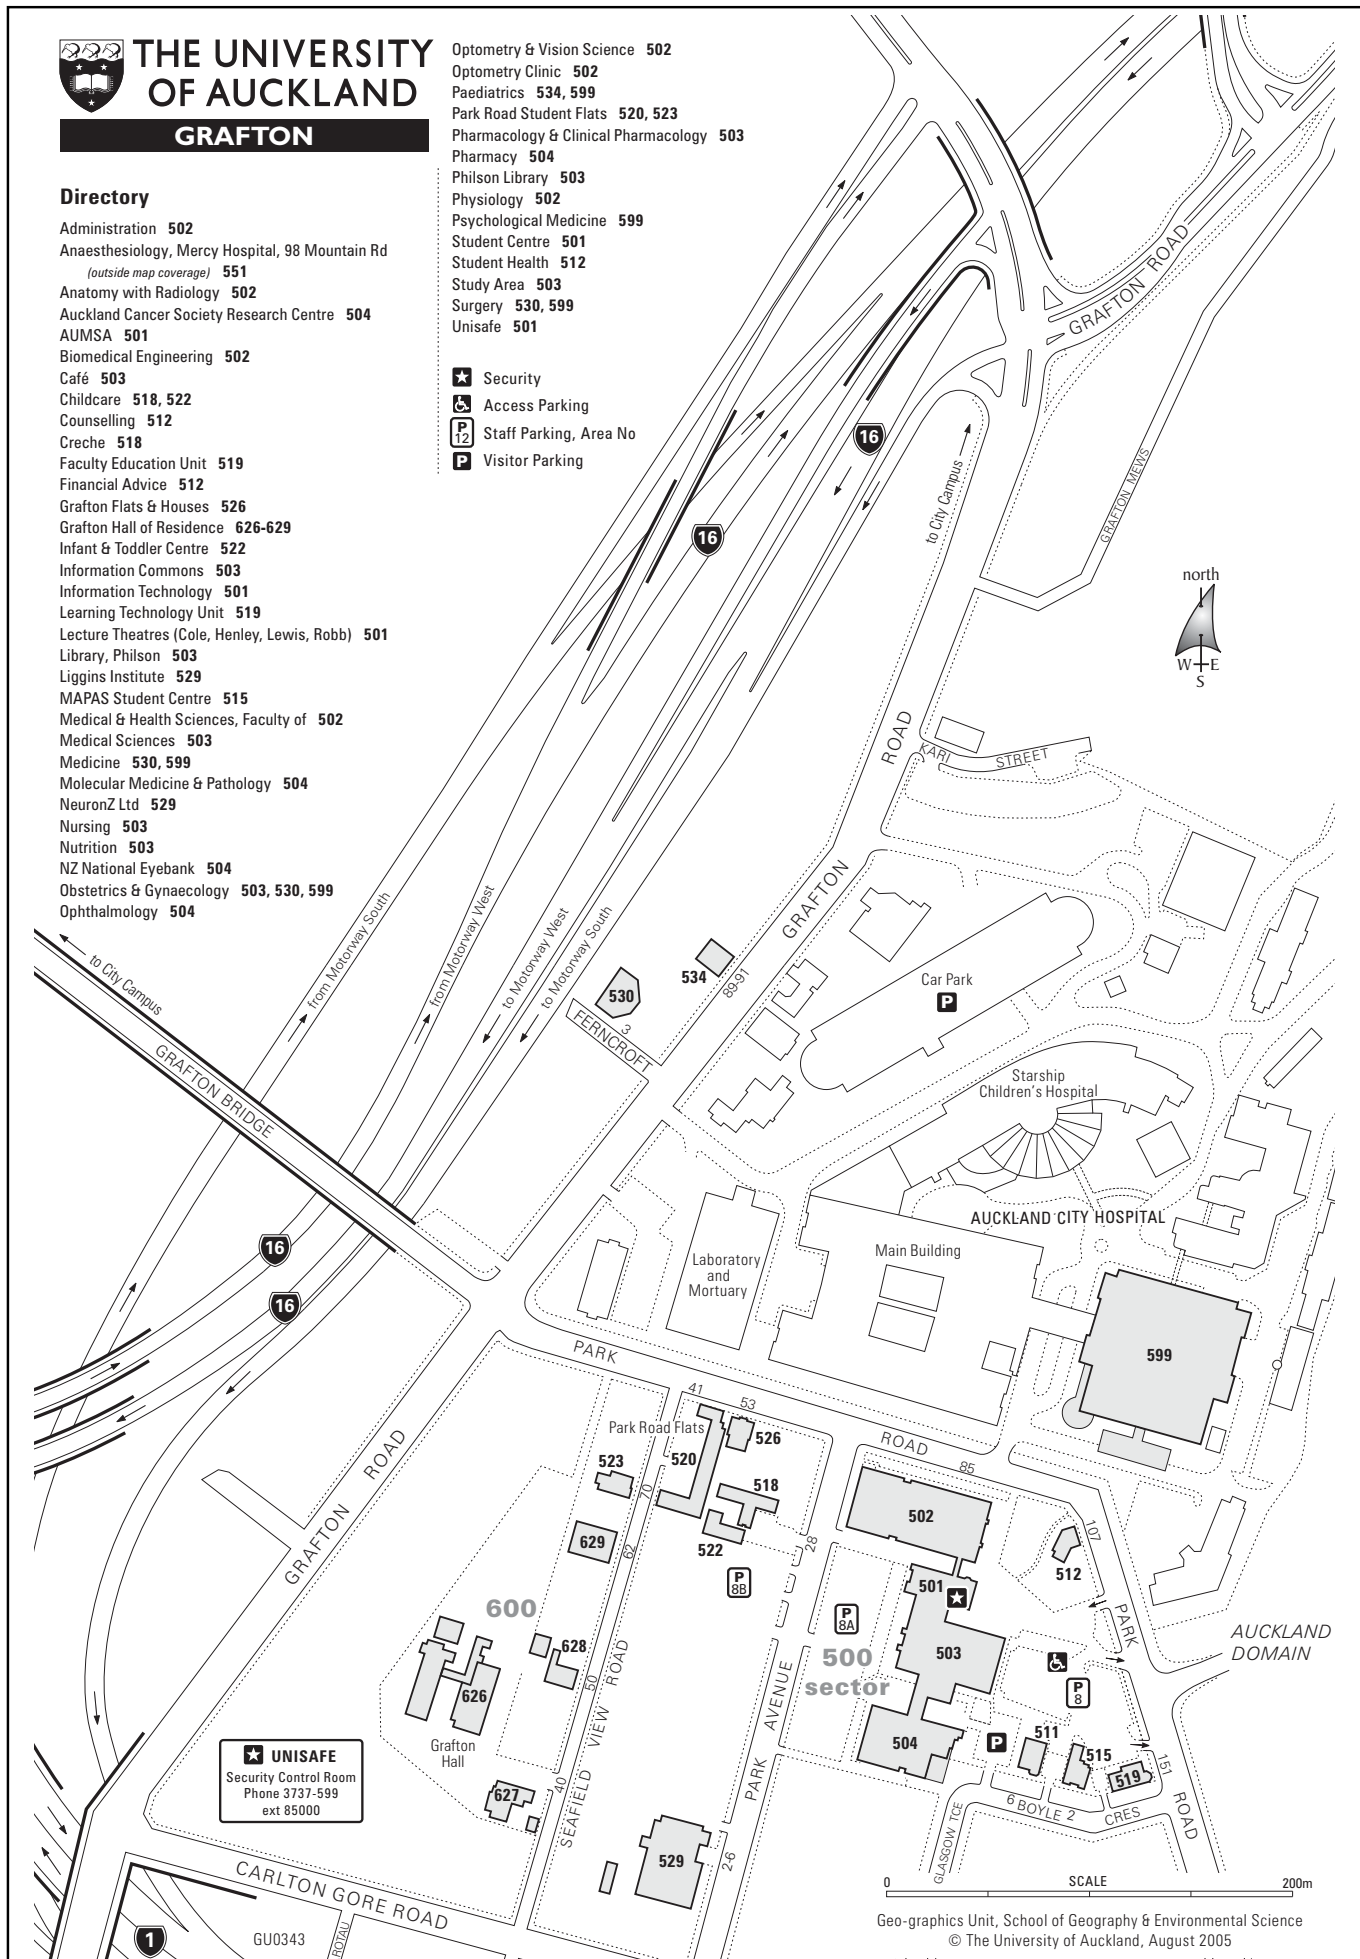 THE UNIVERSITY
OF AUCKLAND
GRAFTON
Directory
Administration 502
Anaesthesiology, Mercy Hospital, 98 Mountain Rd
(outside map coverage) 551
Anatomy with Radiology 502
Auckland Cancer Society Research Centre 504
AUMSA 501
Biomedical Engineering 502
Café 503
Childcare 518, 522
Counselling 512
Creche 518
Faculty Education Unit 519
Financial Advice 512
Grafton Flats & Houses 526
Grafton Hall of Residence 626-629
Infant & Toddler Centre 522
Information Commons 503
Information Technology 501
Learning Technology Unit 519
Lecture Theatres (Cole, Henley, Lewis, Robb) 501
Library, Philson 503
Liggins Institute 529
MAPAS Student Centre 515
Medical & Health Sciences, Faculty of 502
Medical Sciences 503
Medicine 530, 599
Molecular Medicine & Pathology 504
NeuronZ Ltd 529
Nursing 503
Nutrition 503
NZ National Eyebank 504
Obstetrics & Gynaecology 503, 530, 599
Ophthalmology 504
Optometry & Vision Science 502
Optometry Clinic 502
Paediatrics 534, 599
Park Road Student Flats 520, 523
Pharmacology & Clinical Pharmacology 503
Pharmacy 504
Philson Library 503
Physiology 502
Psychological Medicine 599
Student Centre 501
Student Health 512
Study Area 503
Surgery 530, 599
Unisafe 501
Security
Access Parking
P 12 Staff Parking, Area No
P Visitor Parking
GRAFTON ROAD
16
16
to City Campus
GRAFTON MEWS
north
W E
S
ROAD
KARI STREET
GRAFTON
from Motorway South
from Motorway West
to Motorway West
to Motorway South
to City Campus
GRAFTON BRIDGE
534
89-91
530
3
FERNCROFT
Car Park
P
Starship
Children's Hospital
AUCKLAND CITY HOSPITAL
Main Building
Laboratory
and
Mortuary
16
16
599
PARK
ROAD
41
53
85
Park Road Flats
526
520
523
518
522
70
629
62
28
502
107
512
P
8B
P
8A
501
503
500
sector
600
628
626
50
Grafton
Hall
627
40
GRAFTON ROAD
SEAFIELD VIEW ROAD
PARK AVENUE
PARK
ROAD
AUCKLAND
DOMAIN
P
8
504
P
511
515
519
151
6 BOYLE 2 CRES
GLASGOW TCE
529
2-6
UNISAFE
Security Control Room
Phone 3737-599
ext 85000
CARLTON GORE ROAD
ROTAU
1
GU0343
0 SCALE 200m
Geo-graphics Unit, School of Geography & Environmental Science
© The University of Auckland, August 2005